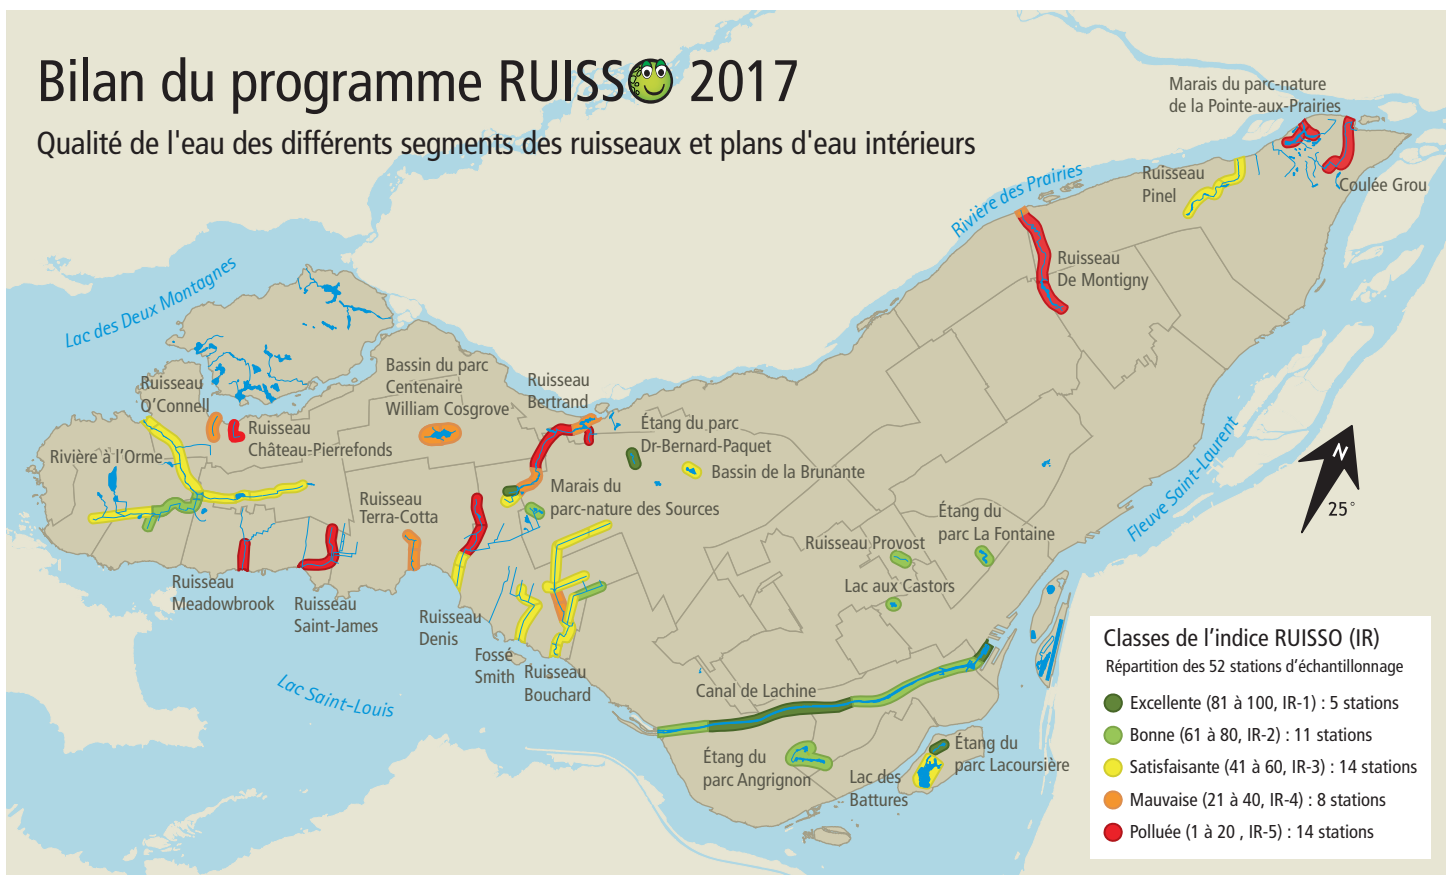 Bilan du programme RUISSO 2017
Qualité de l'eau des différents segments des ruisseaux et plans d'eau intérieurs
Marais du parc-nature
de la Pointe-aux-Prairies
Rivière des Prairies
Ruisseau
Pinel
Coulée Grou
Ruisseau
De Montigny
Lac des Deux Montagnes
Ruisseau
O'Connell
Bassin du parc
Centenaire
William Cosgrove
Ruisseau
Bertrand
Ruisseau
Château-Pierrefonds
Étang du parc
Dr-Bernard-Paquet
Rivière à l'Orme
Bassin de la Brunante
Marais du
parc-nature des Sources
Ruisseau
Terra-Cotta
Fleuve Saint-Laurent
N
25°
Étang du
parc La Fontaine
Ruisseau Provost
Lac aux Castors
Ruisseau
Meadowbrook
Ruisseau
Saint-James
Ruisseau
Denis
Fossé
Smith
Ruisseau
Bouchard
Lac Saint-Louis
Canal de Lachine
Étang du
parc Angrignon
Lac des
Battures
Étang du
parc Lacoursière
Classes de l'indice RUISSO (IR)
Répartition des 52 stations d'échantillonnage
Excellente (81 à 100, IR-1) : 5 stations
Bonne (61 à 80, IR-2) : 11 stations
Satisfaisante (41 à 60, IR-3) : 14 stations
Mauvaise (21 à 40, IR-4) : 8 stations
Polluée (1 à 20 , IR-5) : 14 stations